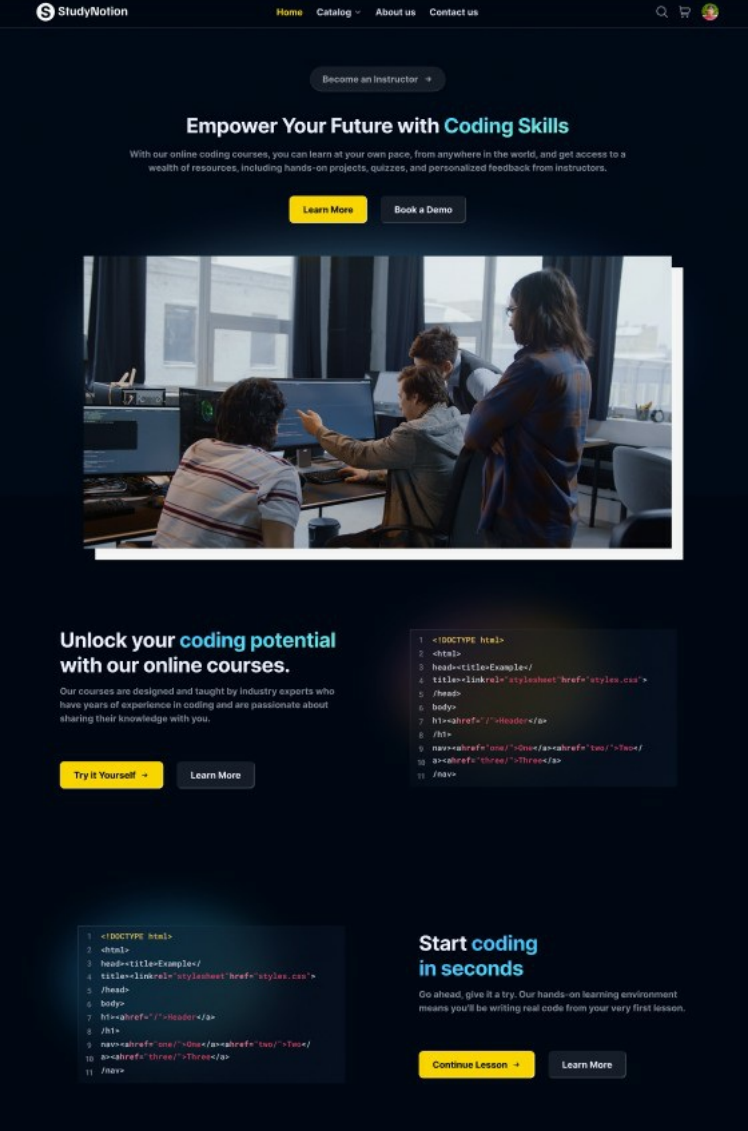 StudyNotion
Home Catalog About us Contact us
Become an Instructor →
Empower Your Future with Coding Skills
With our online coding courses, you can learn at your own pace, from anywhere in the world, and get access to a
wealth of resources, including hands-on projects, quizzes, and personalized feedback from instructors.
Learn More Book a Demo
Unlock your coding potential
with our online courses.
Our courses are designed and taught by industry experts who
have years of experience in coding and are passionate about
sharing their knowledge with you.
Try it Yourself → Learn More
1 <!DOCTYPE html>
2 <html>
3 head><title>Example</
4 title><linkrel="stylesheet"href="styles.css">
5 /head>
6 body>
7 h1><ahref="/">Header</a>
8 /h1>
9 nav><ahref="one/">One</a><ahref="two/">Two</
10 a><ahref="three/">Three</a>
11 /nav>
1 <!DOCTYPE html>
2 <html>
3 head><title>Example</
4 title><linkrel="stylesheet"href="styles.css">
5 /head>
6 body>
7 h1><ahref="/">Header</a>
8 /h1>
9 nav><ahref="one/">One</a><ahref="two/">Two</
10 a><ahref="three/">Three</a>
11 /nav>
Start coding
in seconds
Go ahead, give it a try. Our hands-on learning environment
means you'll be writing real code from your very first lesson.
Continue Lesson → Learn More